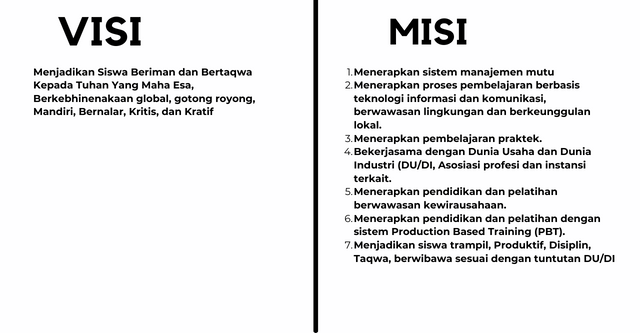 VISI
Menjadikan Siswa Beriman dan Bertaqwa
Kepada Tuhan Yang Maha Esa,
Berkebhinenakaan global, gotong royong,
Mandiri, Bernalar, Kritis, dan Kratif
MISI
1. Menerapkan sistem manajemen mutu
2. Menerapkan proses pembelajaran berbasis
teknologi informasi dan komunikasi,
berwawasan lingkungan dan berkeunggulan
lokal.
3. Menerapkan pembelajaran praktek.
4. Bekerjasama dengan Dunia Usaha dan Dunia
Industri (DU/DI, Asosiasi profesi dan instansi
terkait.
5. Menerapkan pendidikan dan pelatihan
berwawasan kewirausahaan.
6. Menerapkan pendidikan dan pelatihan dengan
sistem Production Based Training (PBT).
7. Menjadikan siswa trampil, Produktif, Disiplin,
Taqwa, berwibawa sesuai dengan tuntutan DU/DI